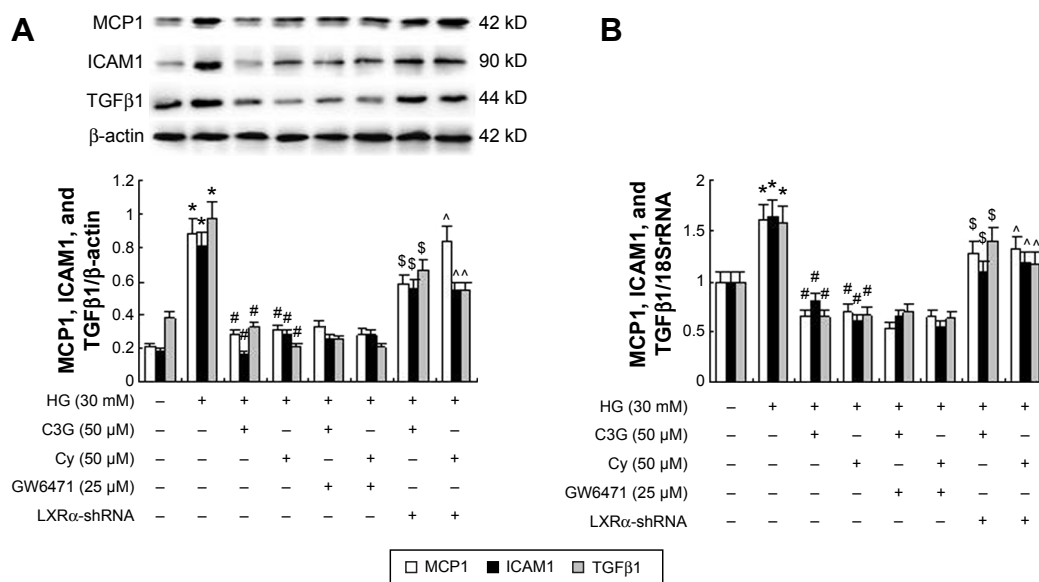 A
MCP1 42 kD
ICAM1 90 kD
TGFβ1 44 kD
β-actin 42 kD
MCP1, ICAM1, and
TGFβ1/β-actin
1.2
1
0.8
0.6
0.4
0.2
0
* * *
# # #
# # #
$ $ $
^ ^ ^
HG (30 mM) – + + + + + + +
C3G (50 µM) – – + – + – + –
Cy (50 µM) – – – + – + – +
GW6471 (25 µM) – – – – + + – –
LXRα-shRNA – – – – – – + +
B
MCP1, ICAM1, and
TGFβ1/18SrRNA
2
1.5
1
0.5
0
* * *
# # #
# # #
$ $ $
^ ^ ^
HG (30 mM) – + + + + + + +
C3G (50 µM) – – + – + – + –
Cy (50 µM) – – – + – + – +
GW6471 (25 µM) – – – – + + – –
LXRα-shRNA – – – – – – + +
MCP1 ICAM1 TGFβ1